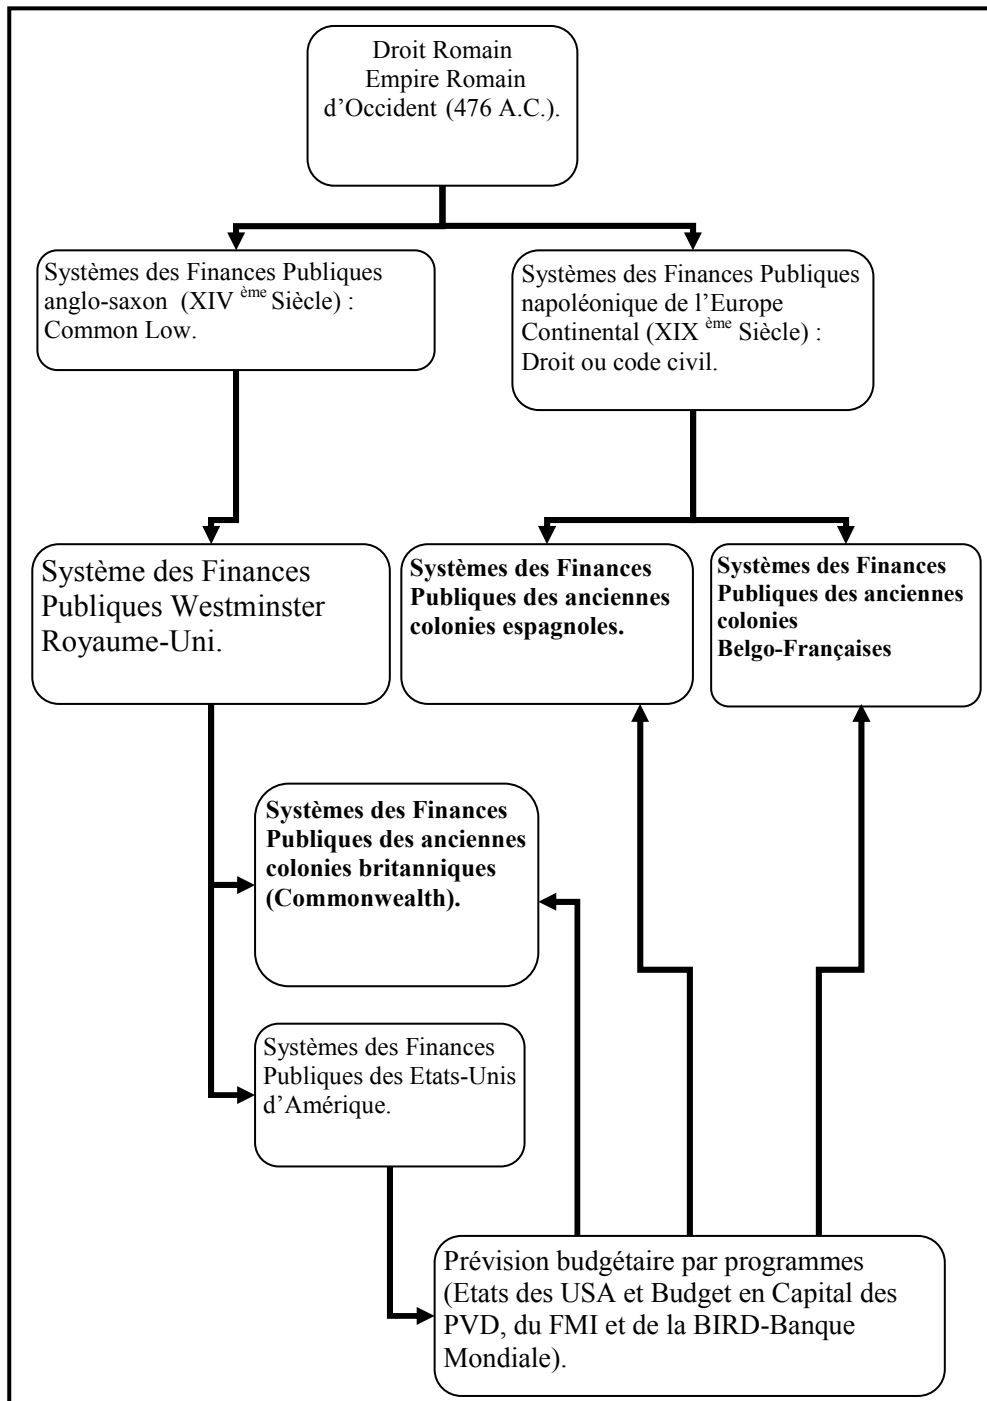 Droit Romain
Empire Romain
d’Occident (476 A.C.).
Systèmes des Finances Publiques
anglo-saxon (XIV ème Siècle) :
Common Low.
Systèmes des Finances Publiques
napoléonique de l’Europe
Continental (XIX ème Siècle) :
Droit ou code civil.
Système des Finances
Publiques Westminster
Royaume-Uni.
Systèmes des Finances
Publiques des anciennes
colonies espagnoles.
Systèmes des Finances
Publiques des anciennes
colonies
Belgo-Françaises
Systèmes des Finances
Publiques des anciennes
colonies britanniques
(Commonwealth).
Systèmes des Finances
Publiques des Etats-Unis
d’Amérique.
Prévision budgétaire par programmes
(Etats des USA et Budget en Capital des
PVD, du FMI et de la BIRD-Banque
Mondiale).